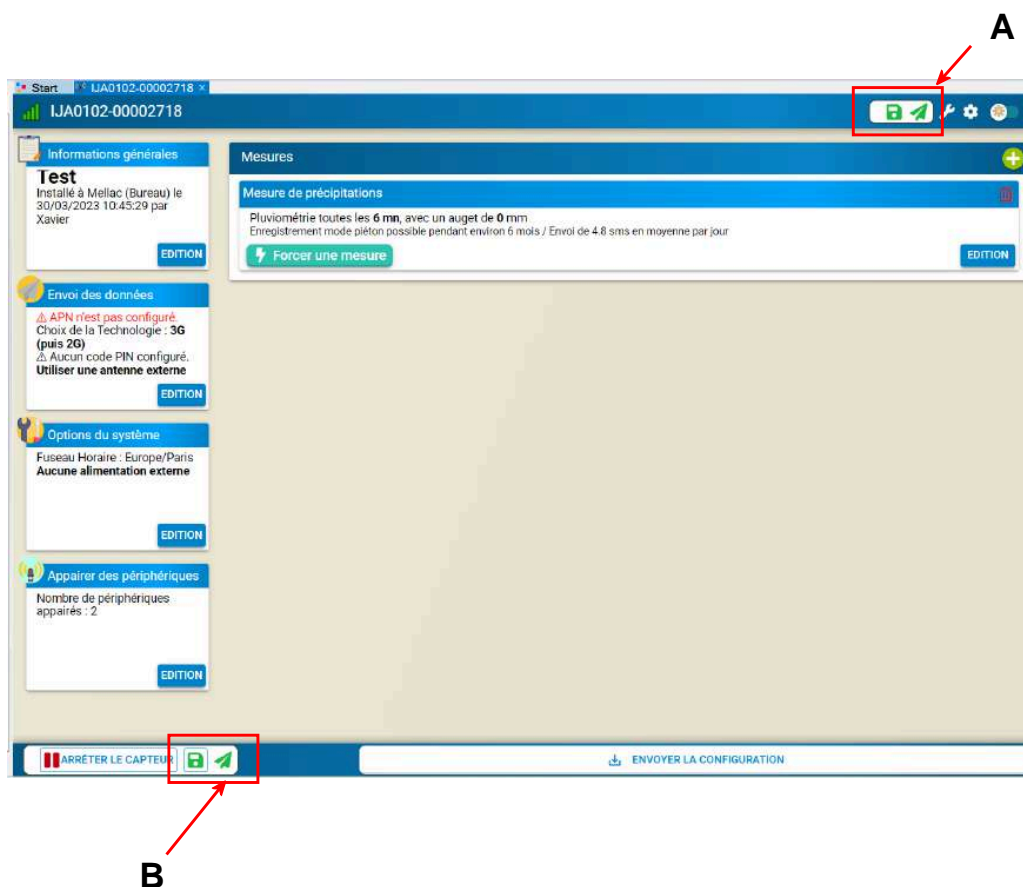 A
Start IJA0102-00002718 ×
IJA0102-00002718
Informations générales
Test
Installé à Mellac (Bureau) le
30/03/2023 10:45:29 par
Xavier
EDITION
Envoi des données
⚠ APN n'est pas configuré.
Choix de la Technologie : 3G
(puis 2G)
⚠ Aucun code PIN configuré.
Utiliser une antenne externe
EDITION
Options du système
Fuseau Horaire : Europe/Paris
Aucune alimentation externe
EDITION
Appairer des périphériques
Nombre de périphériques
appairés : 2
EDITION
Mesures
Mesure de précipitations
Pluviométrie toutes les 6 mn, avec un auget de 0 mm
Enregistrement mode piéton possible pendant environ 6 mois / Envoi de 4.8 sms en moyenne par jour
Forcer une mesure
EDITION
ARRÊTER LE CAPTEUR
ENVOYER LA CONFIGURATION
B